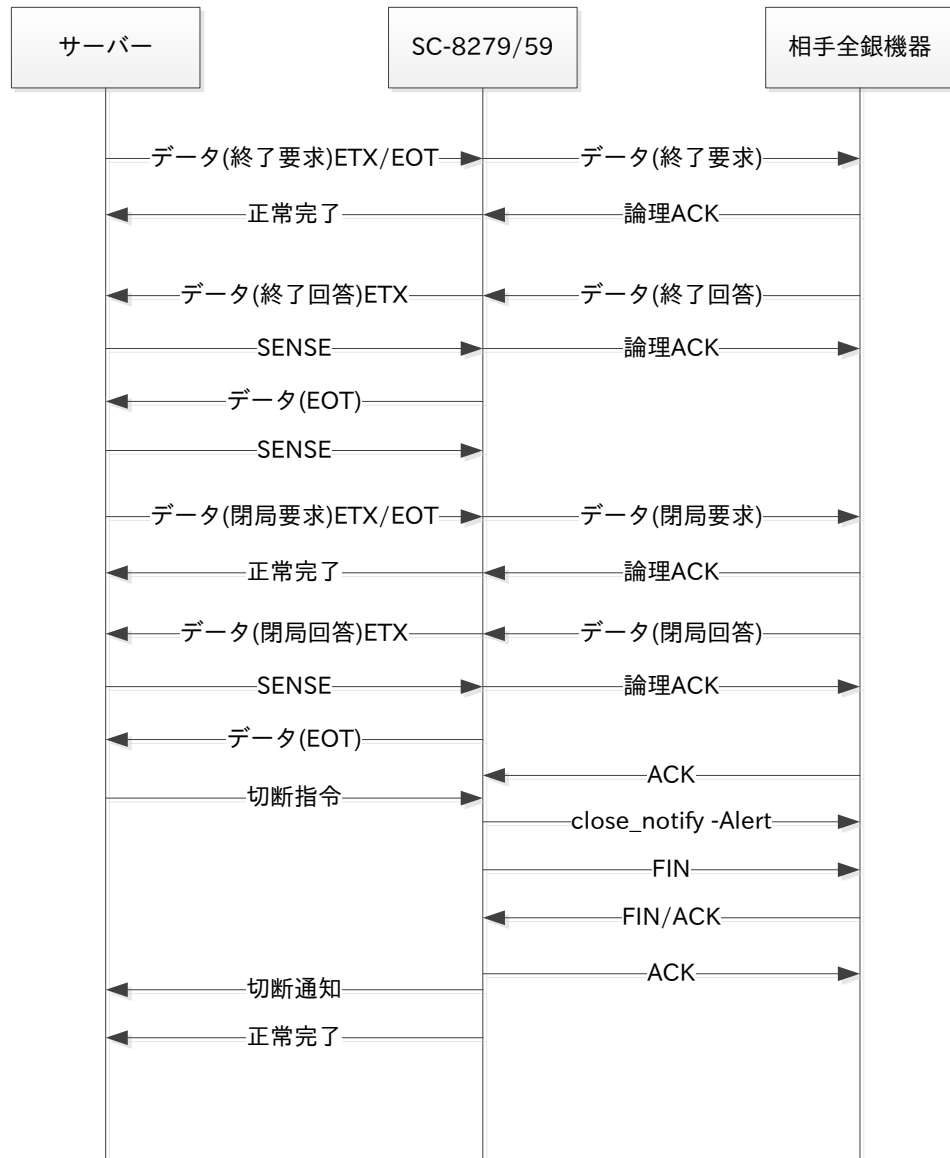 サーバー
SC-8279/59
相手全銀機器
データ(終了要求)ETX/EOT
データ(終了要求)
正常完了
論理ACK
データ(終了回答)ETX
データ(終了回答)
SENSE
論理ACK
データ(EOT)
SENSE
データ(閉局要求)ETX/EOT
データ(閉局要求)
正常完了
論理ACK
データ(閉局回答)ETX
データ(閉局回答)
SENSE
論理ACK
データ(EOT)
ACK
切断指令
close_notify -Alert
FIN
FIN/ACK
ACK
切断通知
正常完了